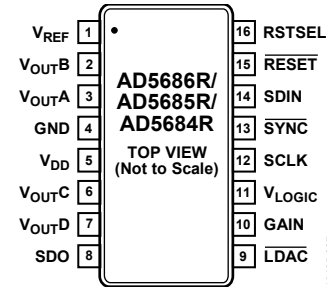 VREF 1
VOUTB 2
VOUTA 3
GND 4
VDD 5
VOUTC 6
VOUTD 7
SDO 8
AD5686R/
AD5685R/
AD5684R
TOP VIEW
(Not to Scale)
16 RSTSEL
15 RESET
14 SDIN
13 SYNC
12 SCLK
11 VLOGIC
10 GAIN
9 LDAC